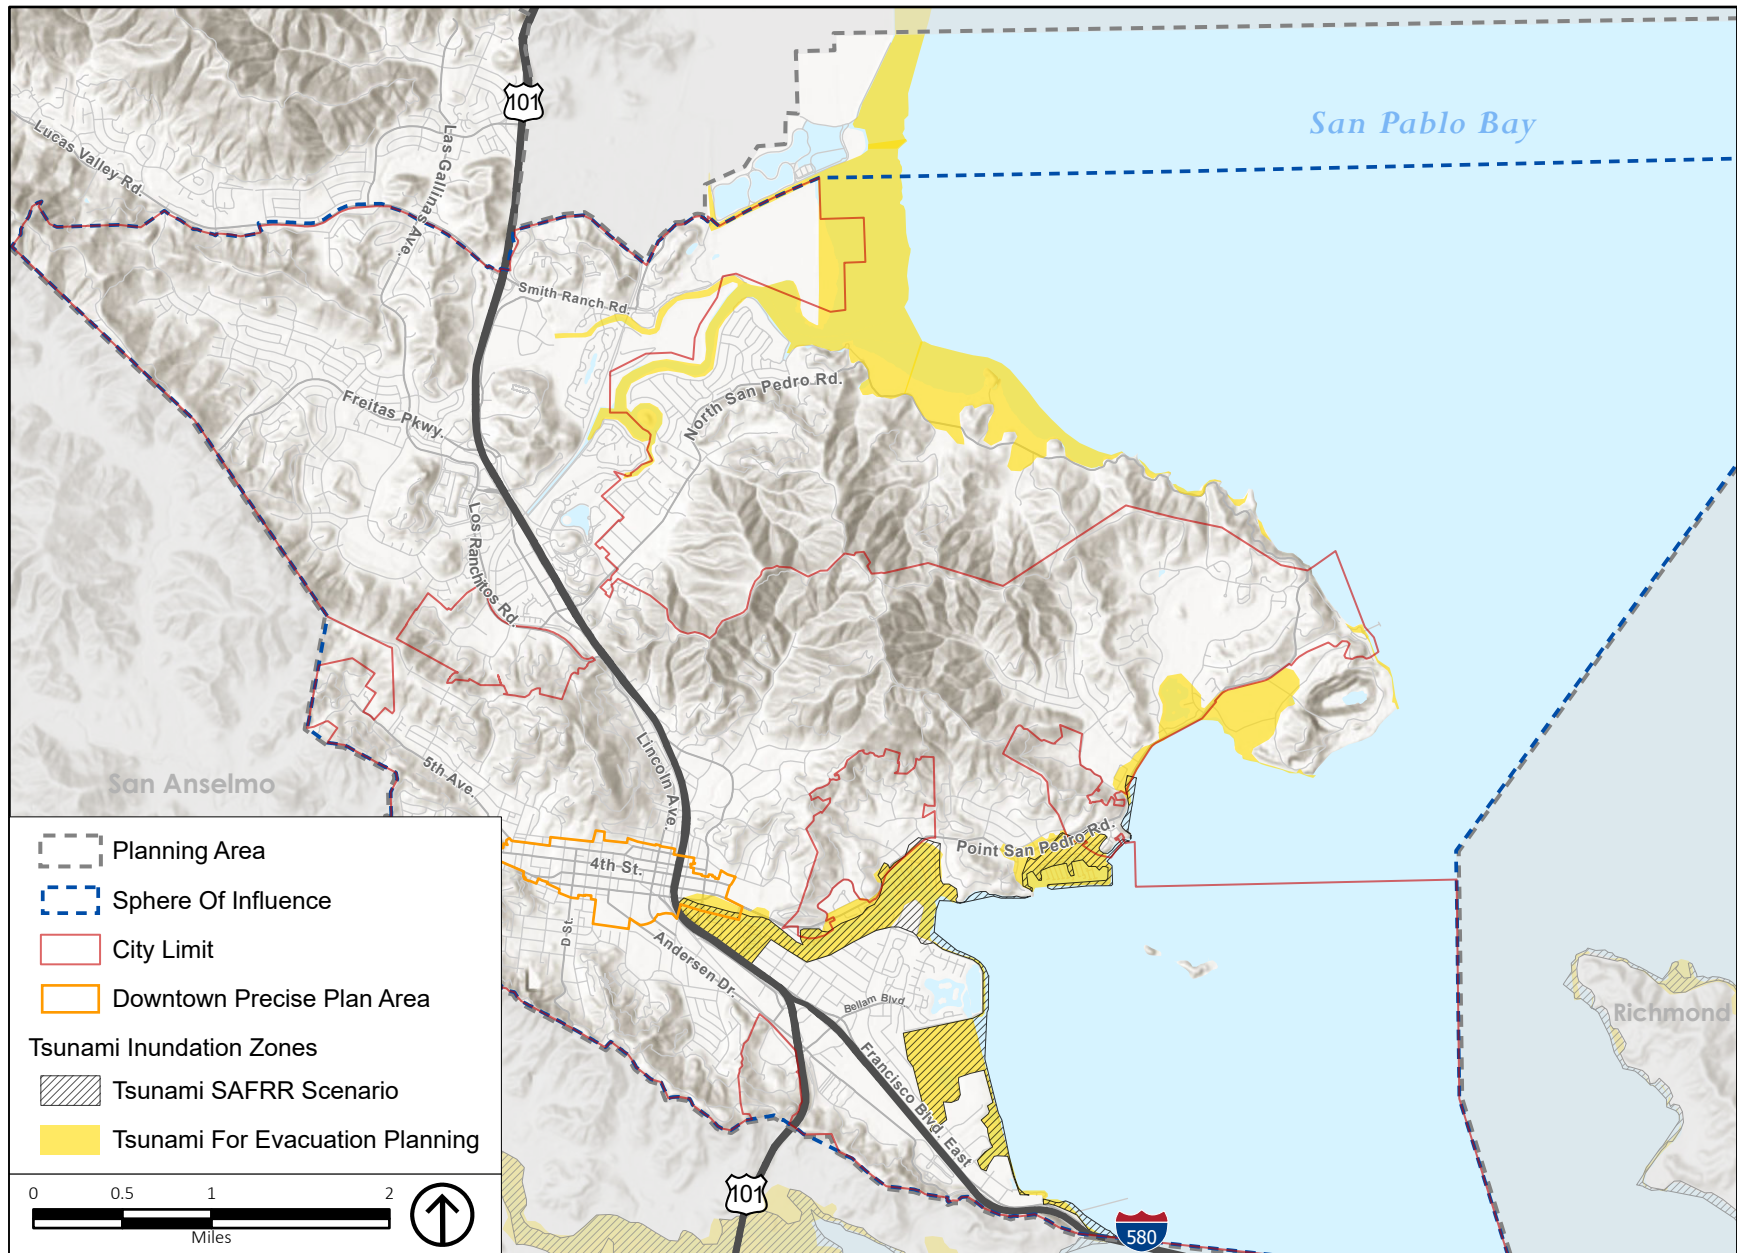 101
San Pablo Bay
Lucas Valley Rd.
Las Gallinas Ave.
Smith Ranch Rd.
North San Pedro Rd.
Freitas Pkwy.
Los Ranchitos Rd.
Lincoln Ave.
San Anselmo
5th Ave.
4th St.
Point San Pedro Rd.
D St.
Andersen Dr.
Bellam Blvd.
Francisco Blvd. East
Richmond
101
580
Planning Area
Sphere Of Influence
City Limit
Downtown Precise Plan Area
Tsunami Inundation Zones
Tsunami SAFRR Scenario
Tsunami For Evacuation Planning
0 0.5 1 2
Miles